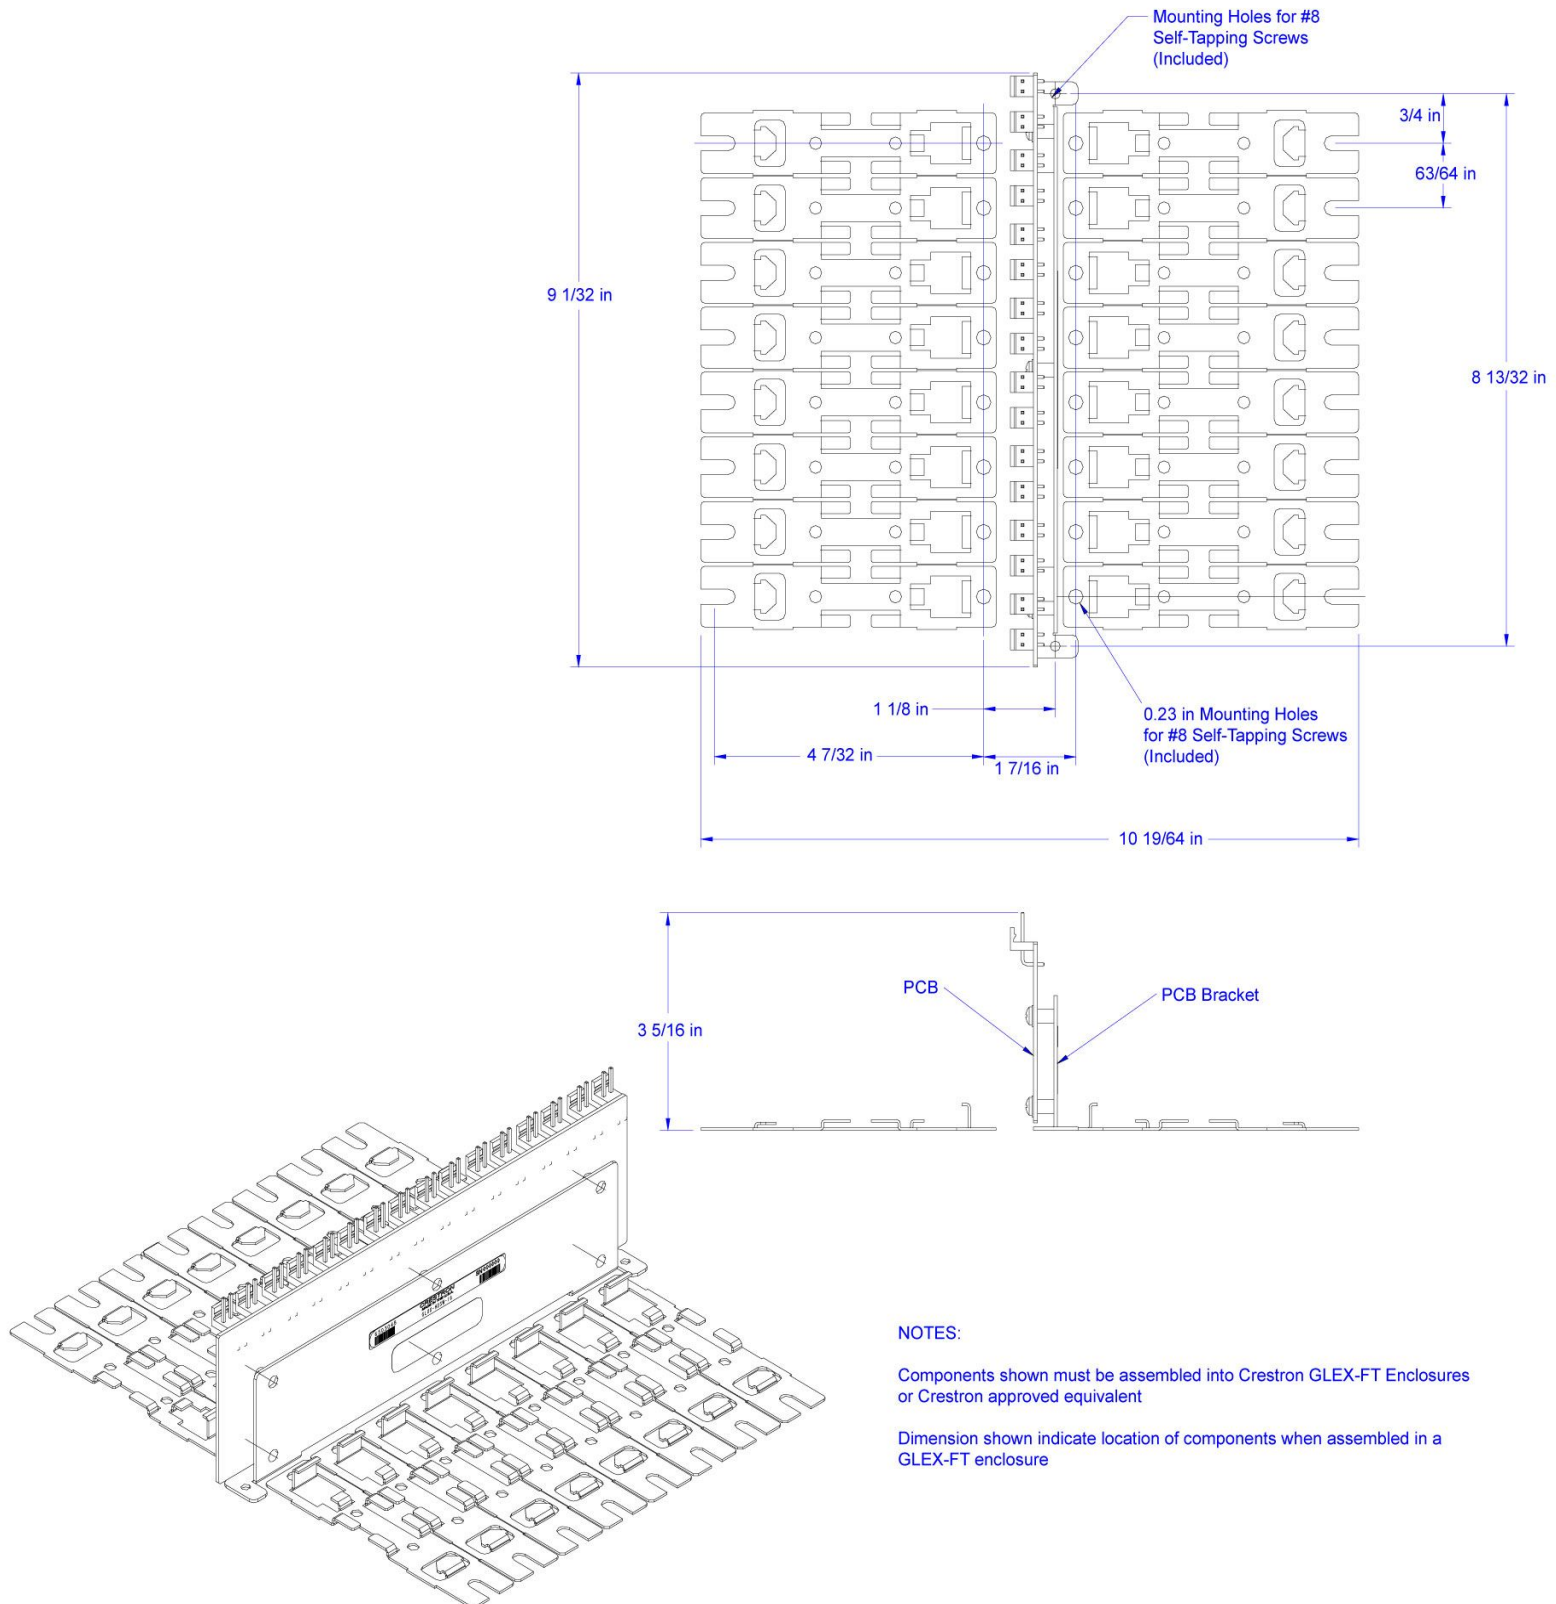 Mounting Holes for #8
Self-Tapping Screws
(Included)
3/4 in
63/64 in
9 1/32 in
8 13/32 in
1 1/8 in
0.23 in Mounting Holes
for #8 Self-Tapping Screws
(Included)
4 7/32 in
1 7/16 in
10 19/64 in
PCB
PCB Bracket
3 5/16 in
CRESTRON
NOTES:
Components shown must be assembled into Crestron GLEX-FT Enclosures
or Crestron approved equivalent
Dimension shown indicate location of components when assembled in a
GLEX-FT enclosure